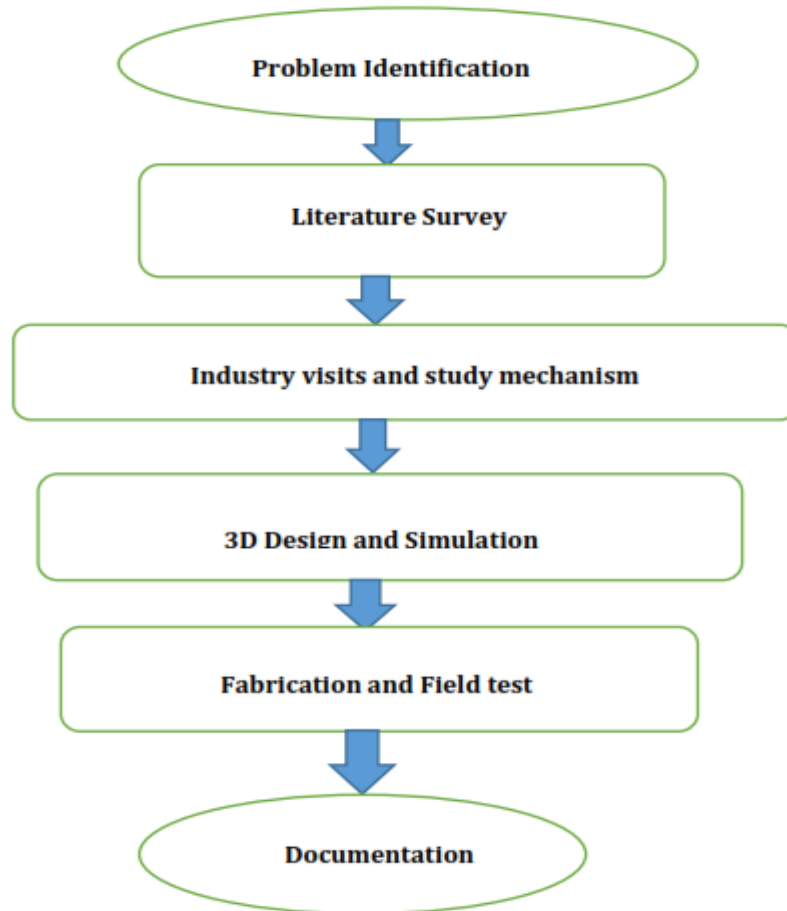 Problem Identification
Literature Survey
Industry visits and study mechanism
3D Design and Simulation
Fabrication and Field test
Documentation